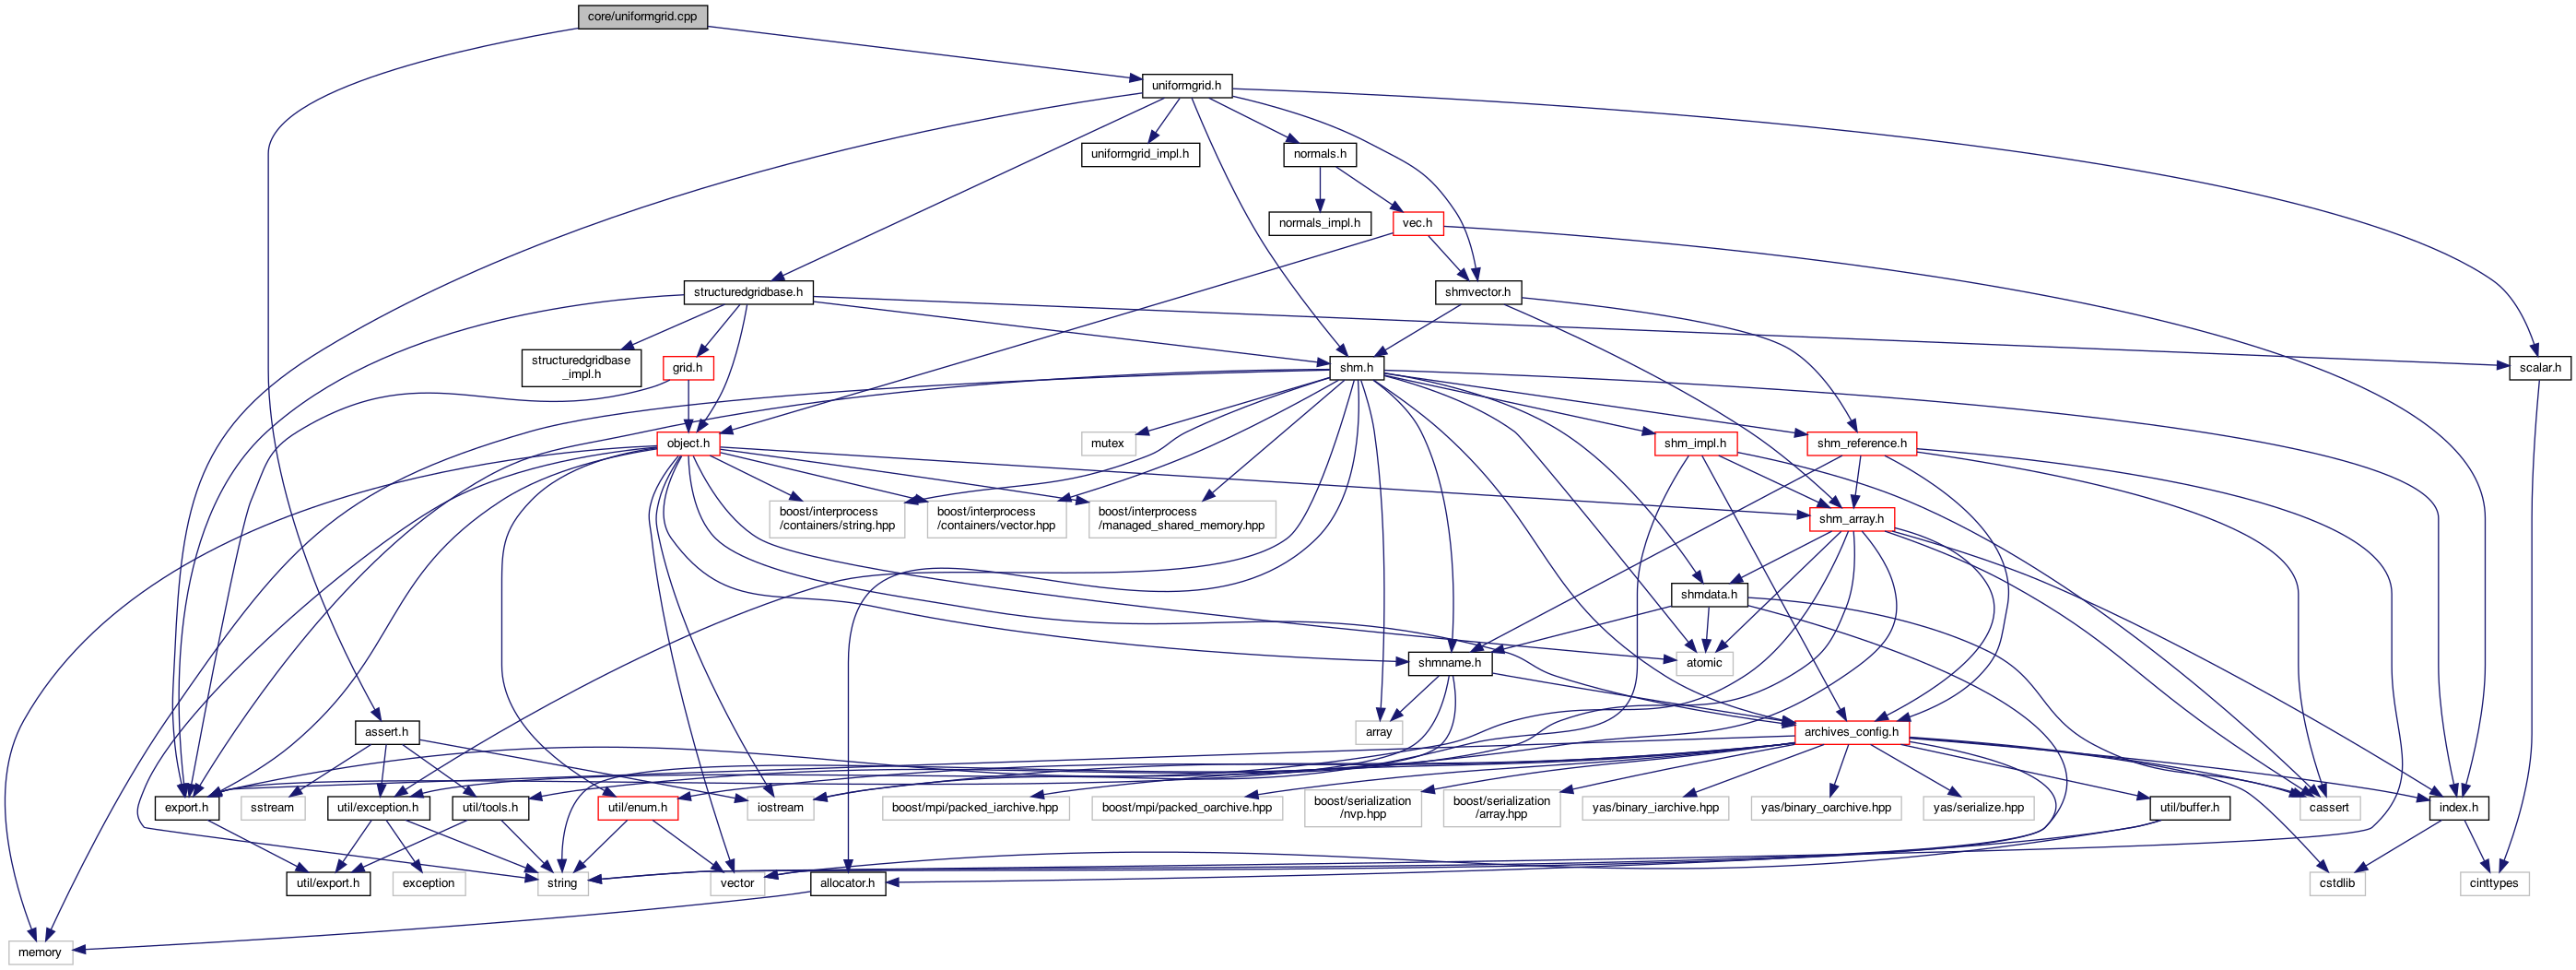 core/uniformgrid.cpp
uniformgrid.h
uniformgrid_impl.h
normals.h
normals_impl.h
vec.h
structuredgridbase.h
shmvector.h
structuredgridbase
_impl.h
grid.h
shm.h
scalar.h
mutex
object.h
shm_impl.h
shm_reference.h
boost/interprocess
/containers/string.hpp
boost/interprocess
/containers/vector.hpp
boost/interprocess
/managed_shared_memory.hpp
shm_array.h
shmdata.h
shmname.h
atomic
assert.h
array
archives_config.h
export.h
sstream
util/exception.h
util/tools.h
util/enum.h
iostream
boost/mpi/packed_iarchive.hpp
boost/mpi/packed_oarchive.hpp
boost/serialization
/nvp.hpp
boost/serialization
/array.hpp
yas/binary_iarchive.hpp
yas/binary_oarchive.hpp
yas/serialize.hpp
util/buffer.h
cassert
index.h
util/export.h
exception
string
vector
allocator.h
cstdlib
cinttypes
memory